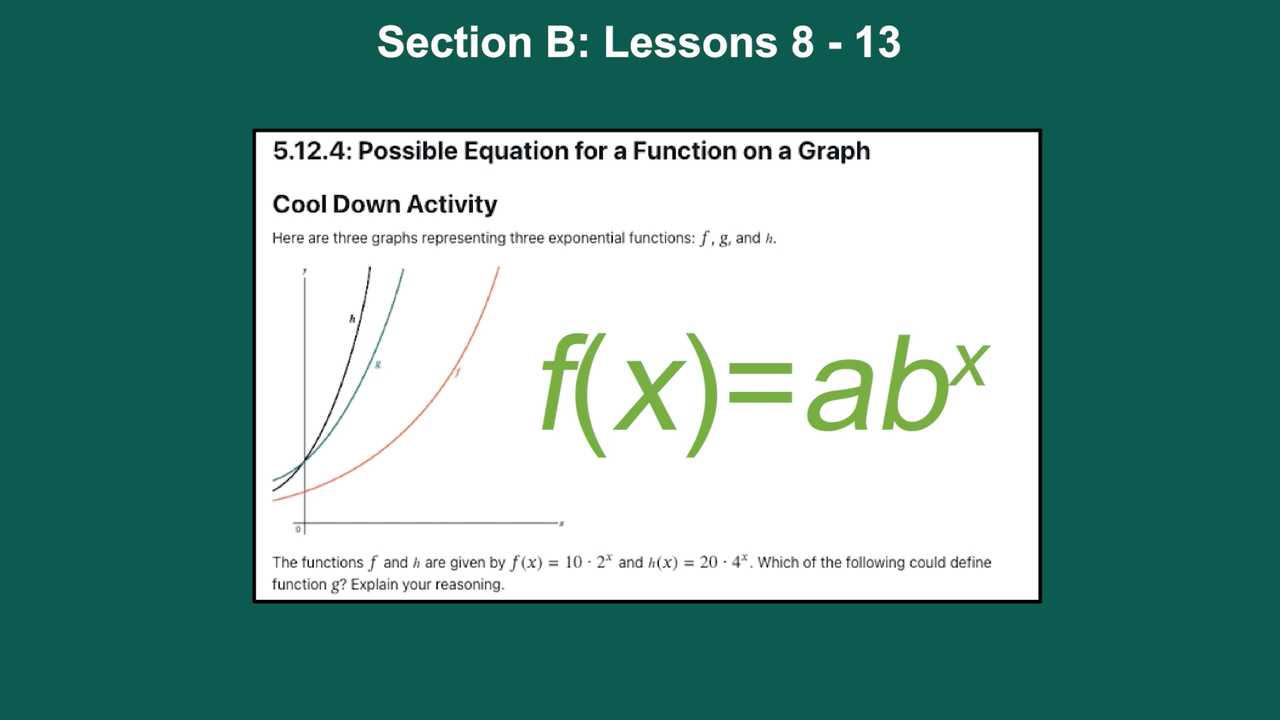 Section B: Lessons 8 - 13
5.12.4: Possible Equation for a Function on a Graph
Cool Down Activity
Here are three graphs representing three exponential functions: f, g, and h.
y
h
g
f
f(x)=abˣ
x
0
The functions f and h are given by f(x) = 10 · 2ˣ and h(x) = 20 · 4ˣ. Which of the following could define
function g? Explain your reasoning.